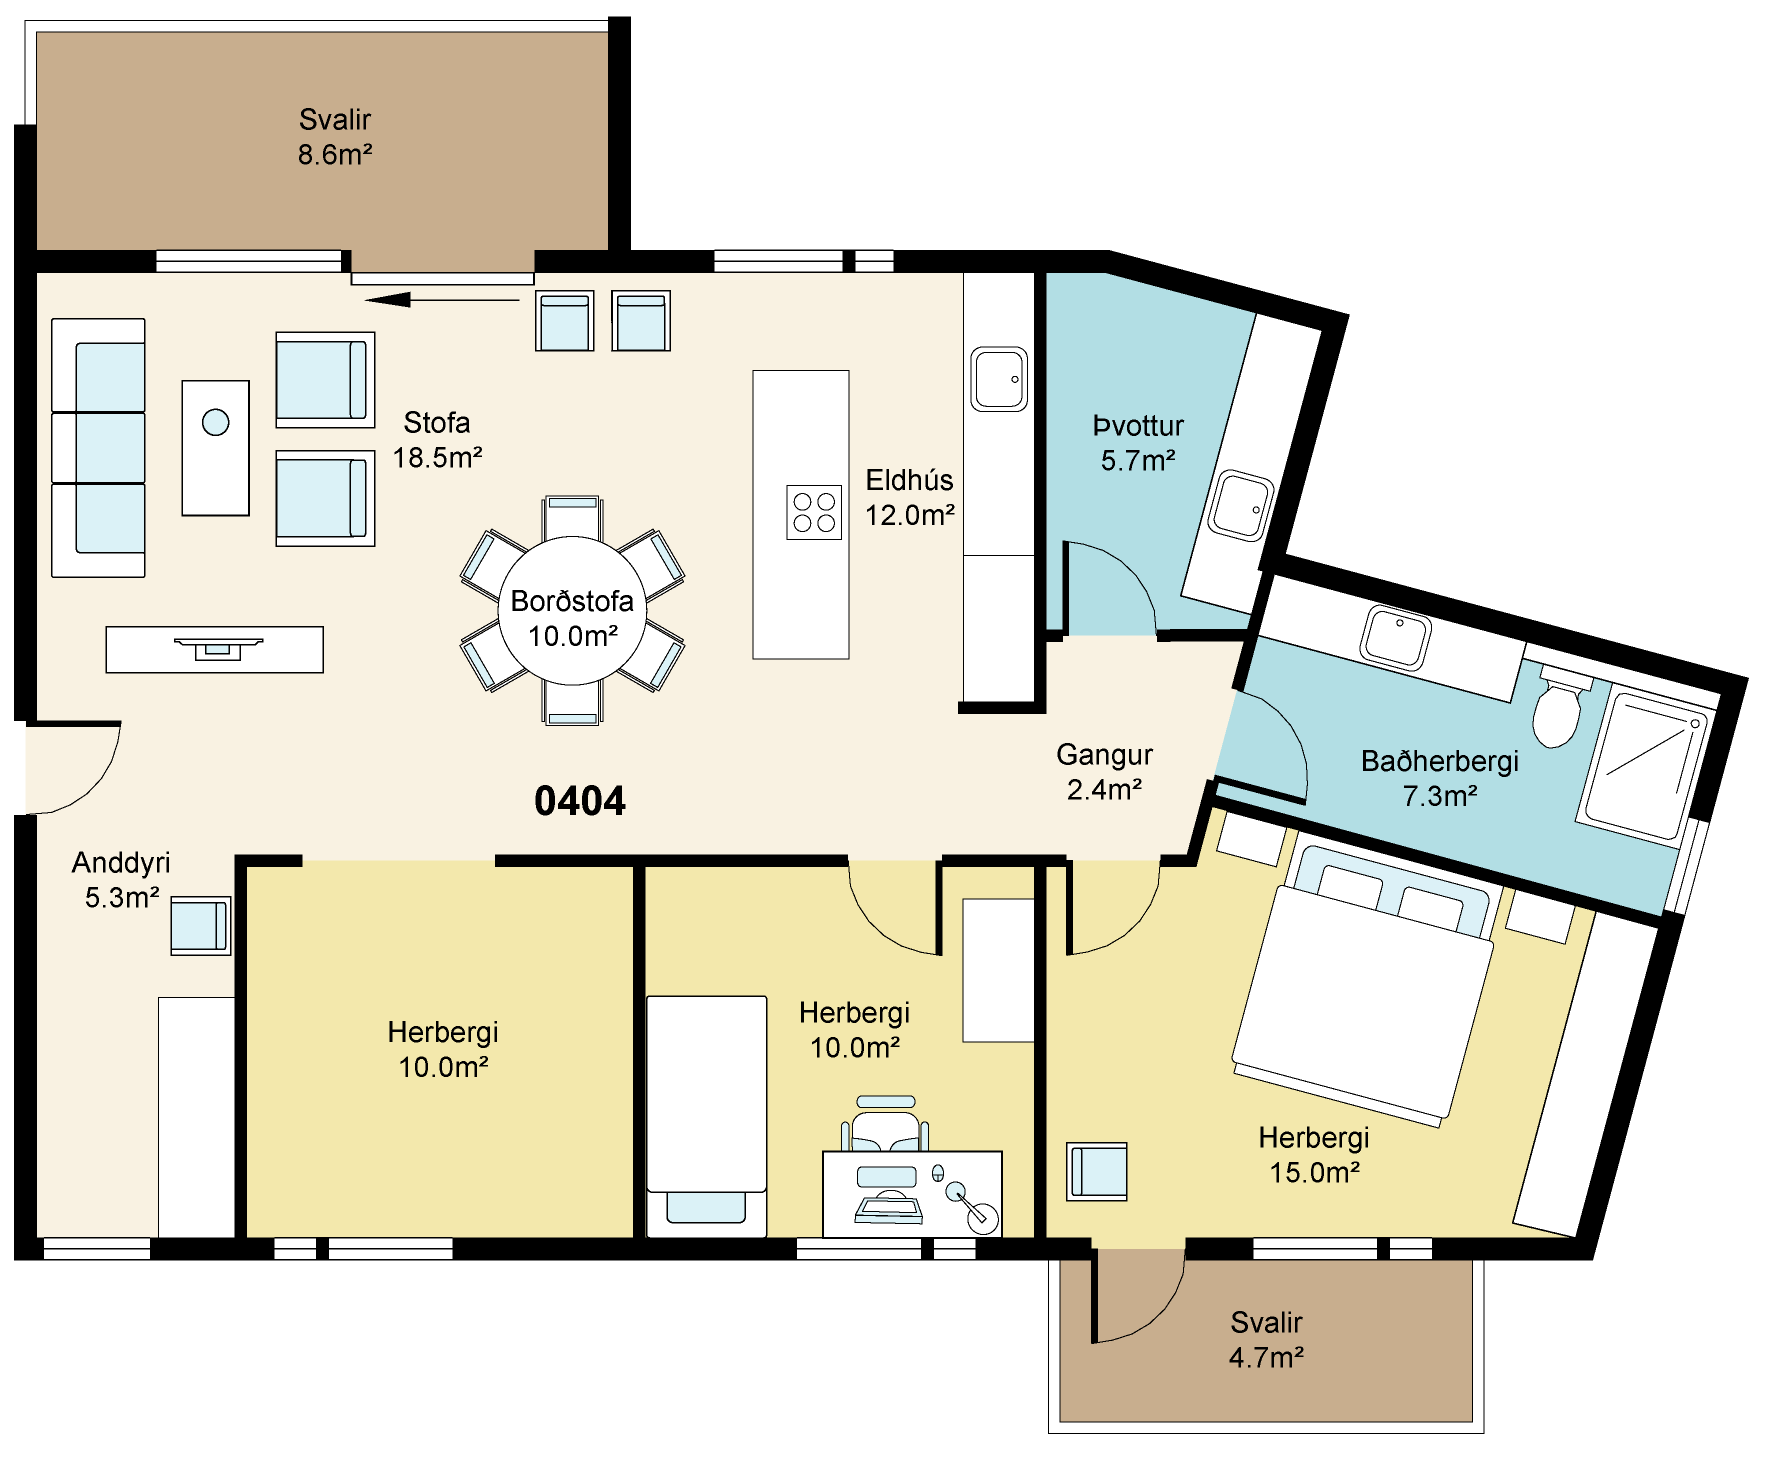 Svalir
8.6m²
Stofa
18.5m²
Eldhús
12.0m²
Þvottur
5.7m²
Borðstofa
10.0m²
Gangur
2.4m²
Baðherbergi
7.3m²
0404
Anddyri
5.3m²
Herbergi
10.0m²
Herbergi
10.0m²
Herbergi
15.0m²
Svalir
4.7m²